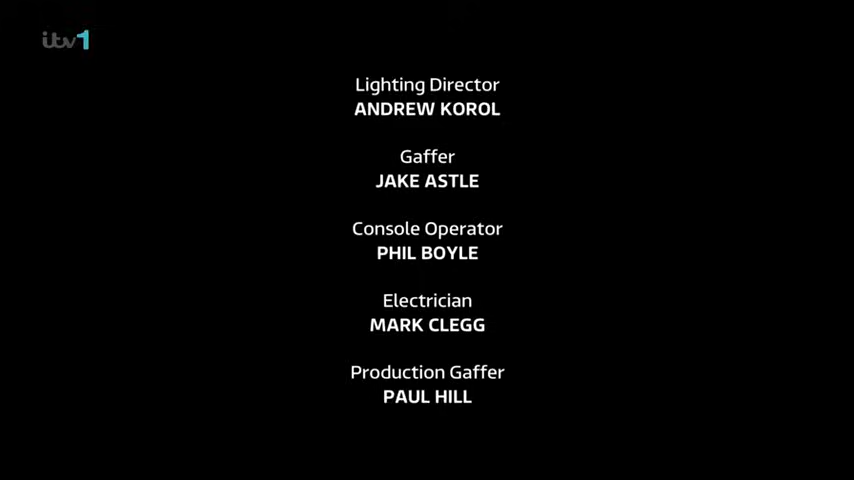 itv1
Lighting Director
ANDREW KOROL
Gaffer
JAKE ASTLE
Console Operator
PHIL BOYLE
Electrician
MARK CLEGG
Production Gaffer
PAUL HILL